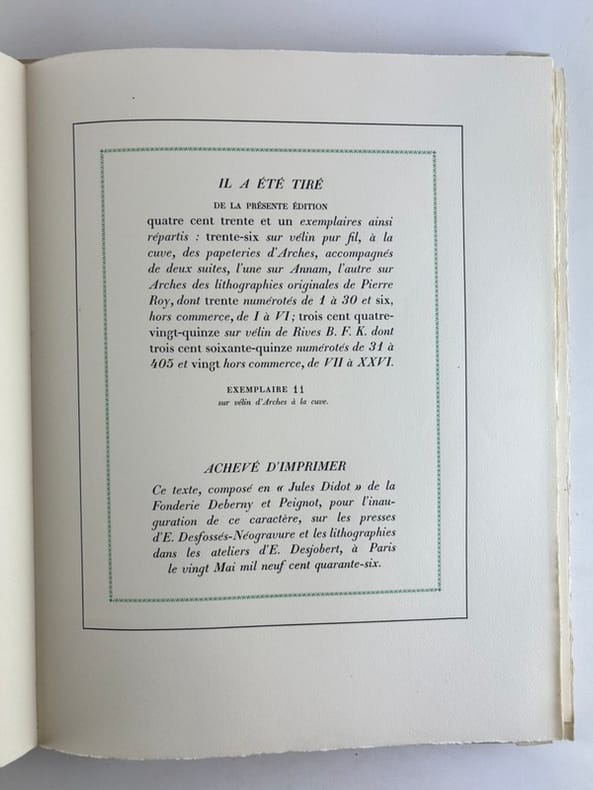 IL A ÉTÉ TIRÉ
DE LA PRÉSENTE ÉDITION
quatre cent trente et un exemplaires ainsi
répartis : trente-six sur vélin pur fil, à la
cuve, des papeteries d'Arches, accompagnés
de deux suites, l'une sur Annam, l'autre sur
Arches des lithographies originales de Pierre
Roy, dont trente numérotés de 1 à 30 et six,
hors commerce, de I à VI ; trois cent quatre-
vingt-quinze sur vélin de Rives B. F. K. dont
trois cent soixante-quinze numérotés de 31 à
405 et vingt hors commerce, de VII à XXVI.
EXEMPLAIRE 11
sur vélin d'Arches à la cuve.
ACHEVÉ D'IMPRIMER
Ce texte, composé en « Jules Didot » de la
Fonderie Deberny et Peignot, pour l'inau-
guration de ce caractère, sur les presses
d'E. Desfossés-Néogravure et les lithographies
dans les ateliers d'E. Desjobert, à Paris
le vingt Mai mil neuf cent quarante-six.